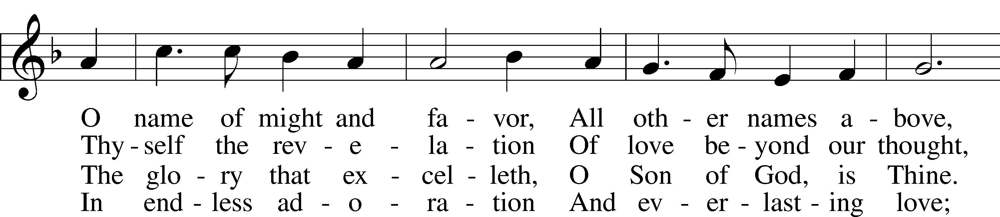 O name of might and fa - vor, All oth - er names a - bove,
Thy - self the rev - e - la - tion Of love be - yond our thought,
The glo - ry that ex - cel - leth, O Son of God, is Thine.
In end - less ad - o - ra - tion And ev - er - last - ing love;